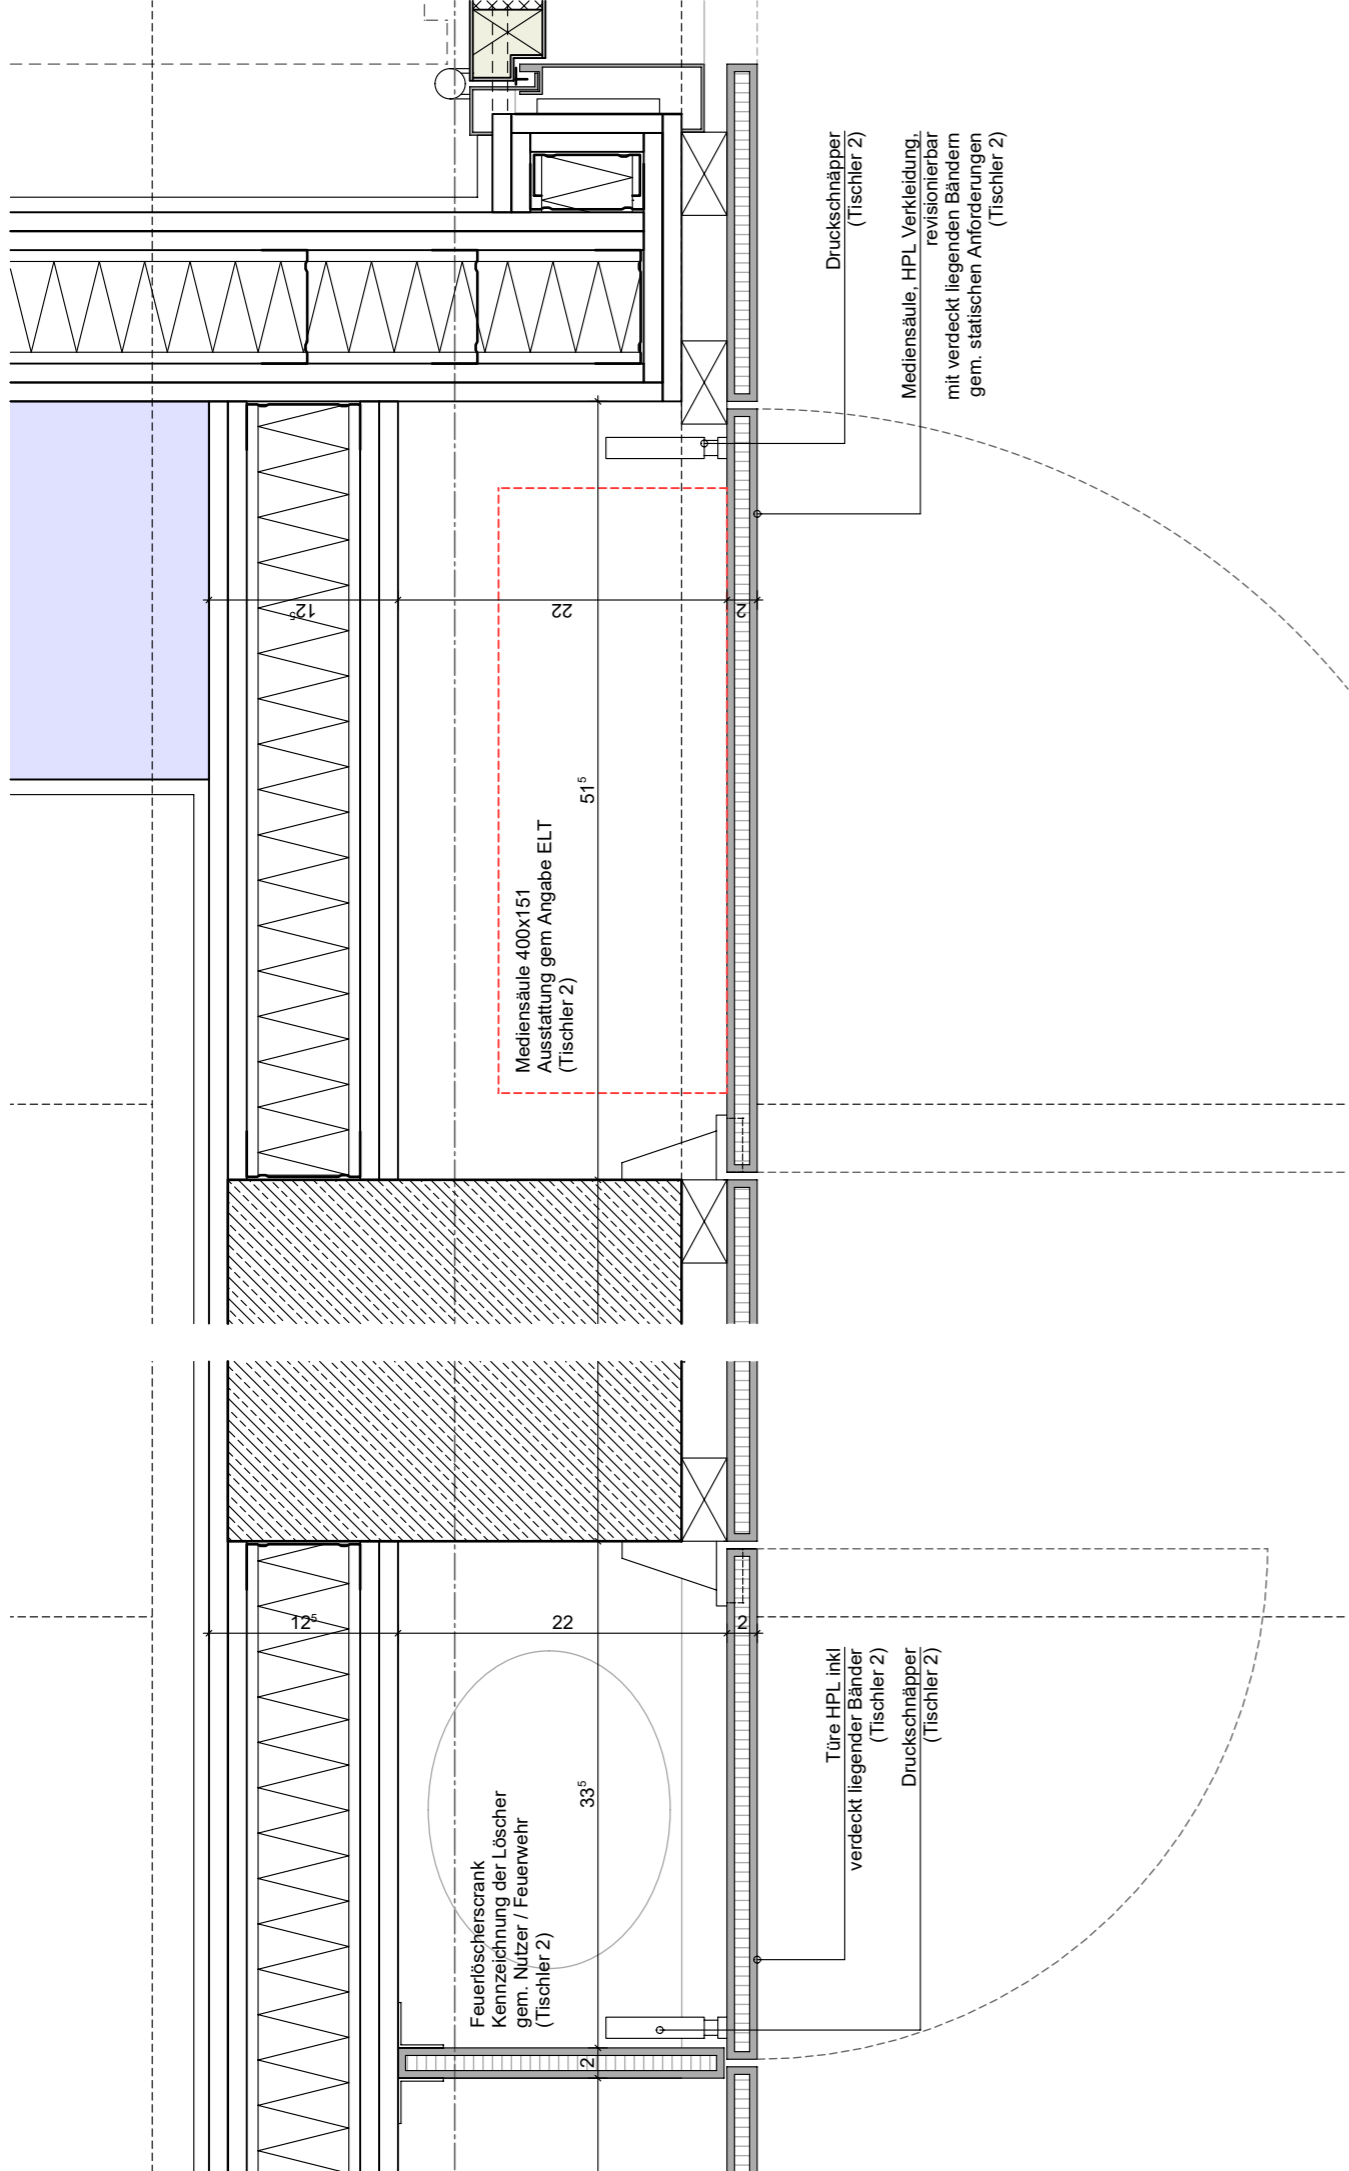 Druckschnäpper
(Tischler 2)
Mediensäule, HPL Verkleidung,
revisionierbar
mit verdeckt liegenden Bändern
gem. statischen Anforderungen
(Tischler 2)
12⁵
22
2
51⁵
Mediensäule 400x151
Ausstattung gem Angabe ELT
(Tischler 2)
12⁵
22
2
Türe HPL inkl
verdeckt liegender Bänder
(Tischler 2)
Druckschnäpper
(Tischler 2)
33⁵
Feuerlöscherscrank
Kennzeichnung der Löscher
gem. Nutzer / Feuerwehr
(Tischler 2)
2